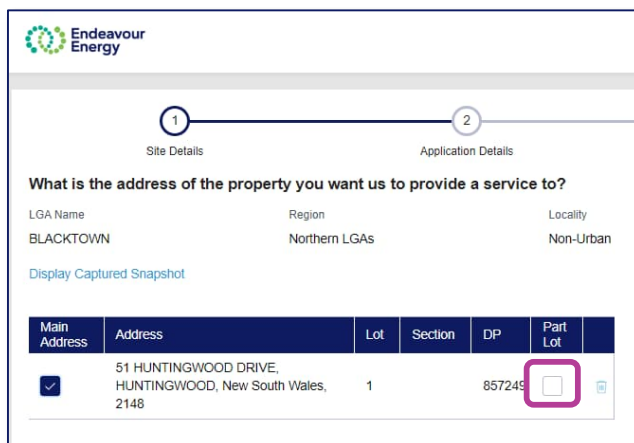 Endeavour
Energy
1
2
Site Details
Application Details
What is the address of the property you want us to provide a service to?
LGA Name
Region
Locality
BLACKTOWN
Northern LGAs
Non-Urban
Display Captured Snapshot
Main
Address
Address
Lot
Section
DP
Part
Lot
51 HUNTINGWOOD DRIVE,
HUNTINGWOOD, New South Wales,
2148
1
857249